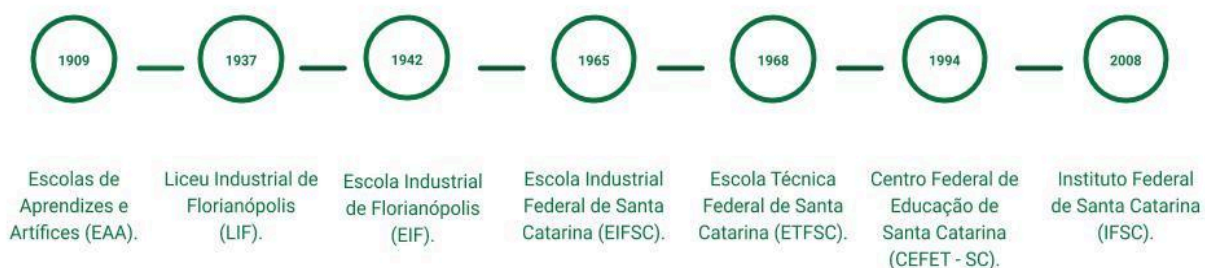 1909
1937
1942
1965
1968
1994
2008
Escolas de
Aprendizes e
Artífices (EAA).
Liceu Industrial de
Florianópolis
(LIF).
Escola Industrial
de Florianópolis
(EIF).
Escola Industrial
Federal de Santa
Catarina (EIFSC).
Escola Técnica
Federal de Santa
Catarina (ETFSC).
Centro Federal de
Educação de
Santa Catarina
(CEFET - SC).
Instituto Federal
de Santa Catarina
(IFSC).